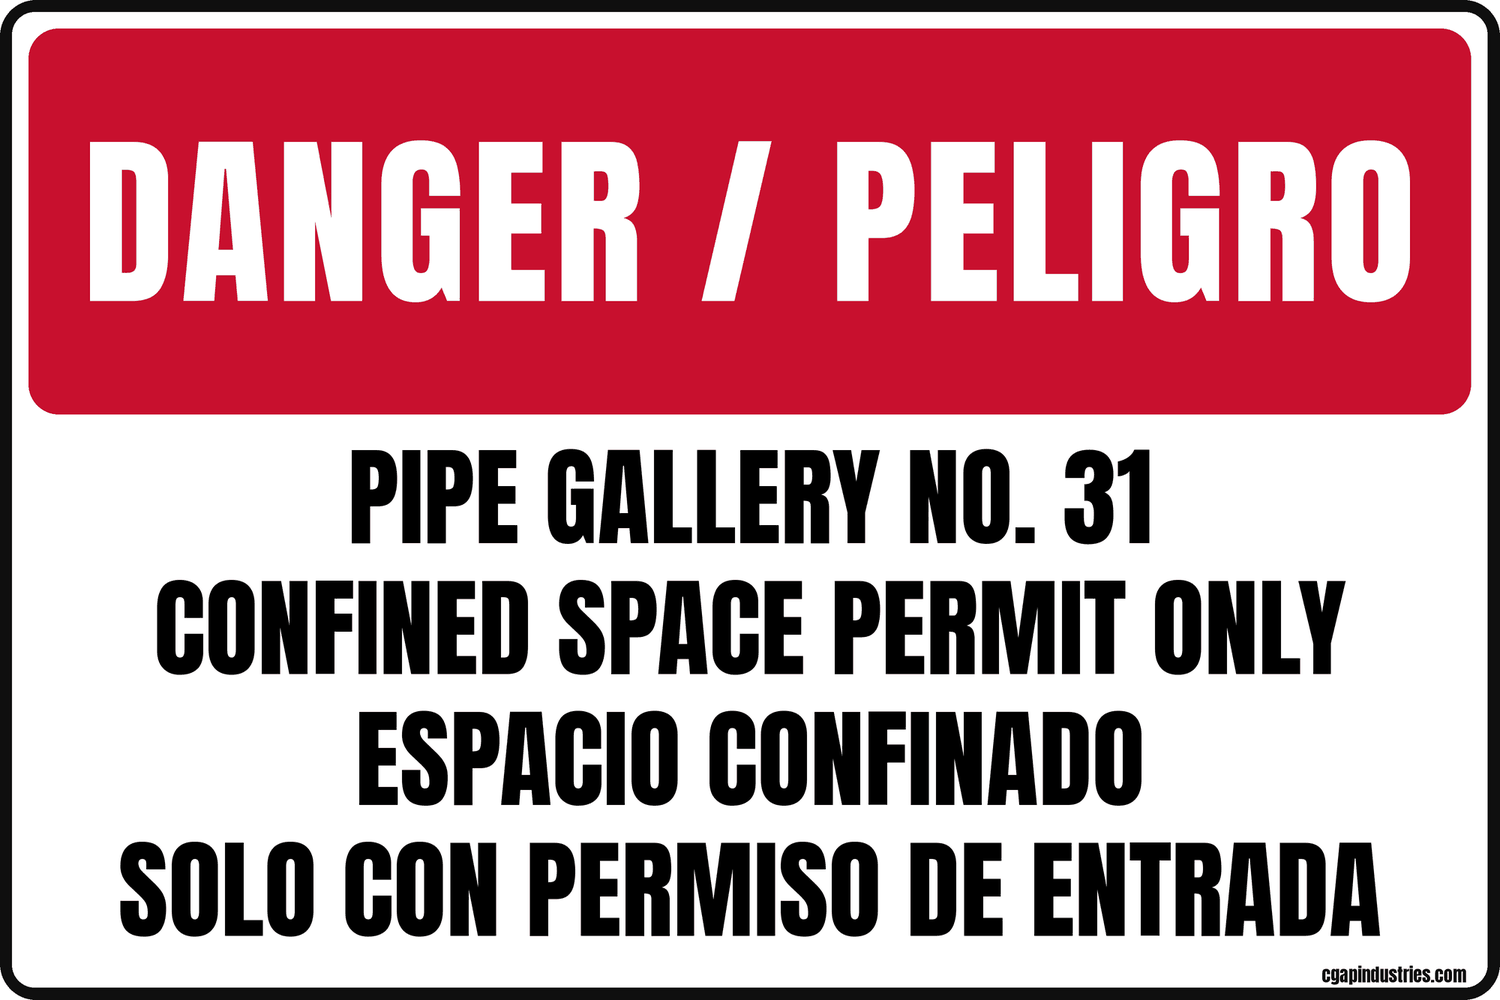 DANGER / PELIGRO
PIPE GALLERY NO. 31
CONFINED SPACE PERMIT ONLY
ESPACIO CONFINADO
SOLO CON PERMISO DE ENTRADA
cgapindustries.com